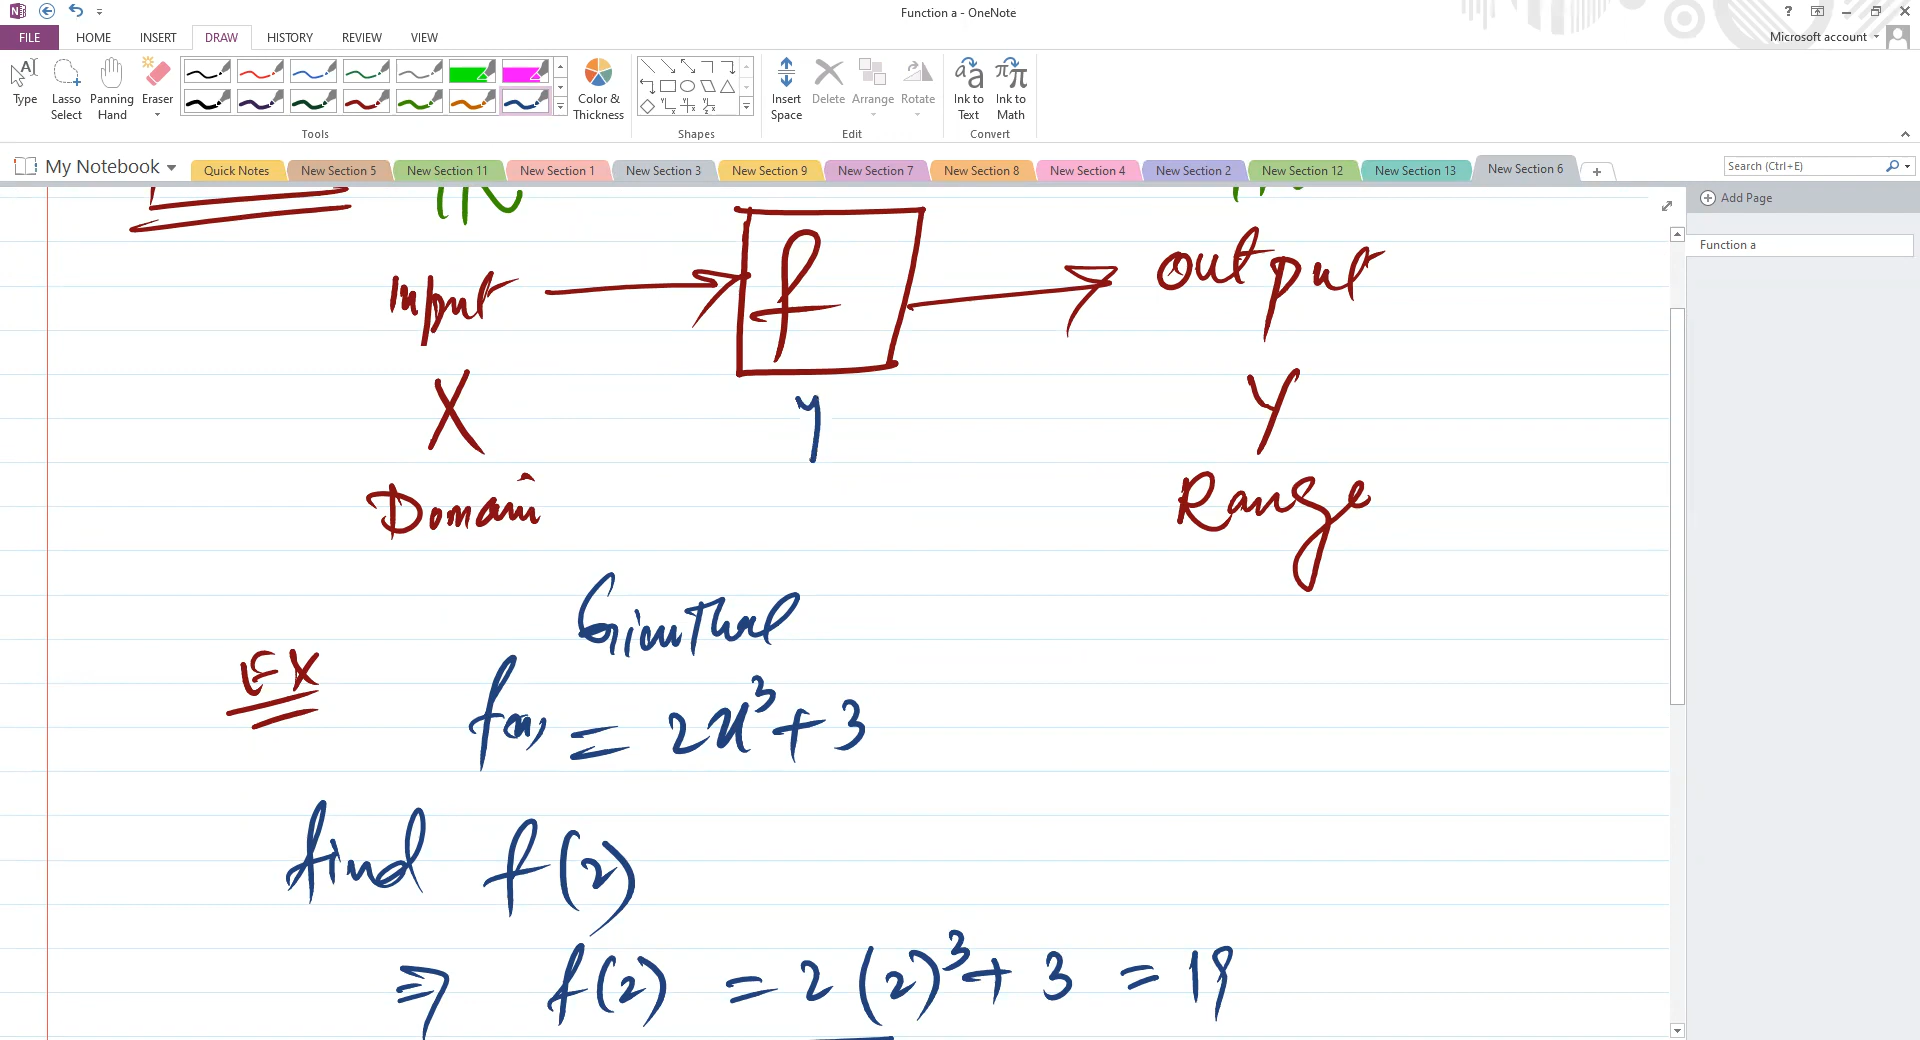 Function a - OneNote
Microsoft account
FILE HOME INSERT DRAW HISTORY REVIEW VIEW
Type
Lasso Select
Panning Hand
Eraser
Color & Thickness
Insert Space
Delete
Arrange
Rotate
Ink to Text
Ink to Math
Tools
Shapes
Edit
Convert
My Notebook
Quick Notes
New Section 5
New Section 11
New Section 1
New Section 3
New Section 9
New Section 7
New Section 8
New Section 4
New Section 2
New Section 12
New Section 13
New Section 6
Search (Ctrl+E)
Add Page
Function a
Input f output
X y Y
Domain Range
EX
f(x) = 2x³ + 3
find f(2)
⇒ f(2) = 2(2)³ + 3 = 19